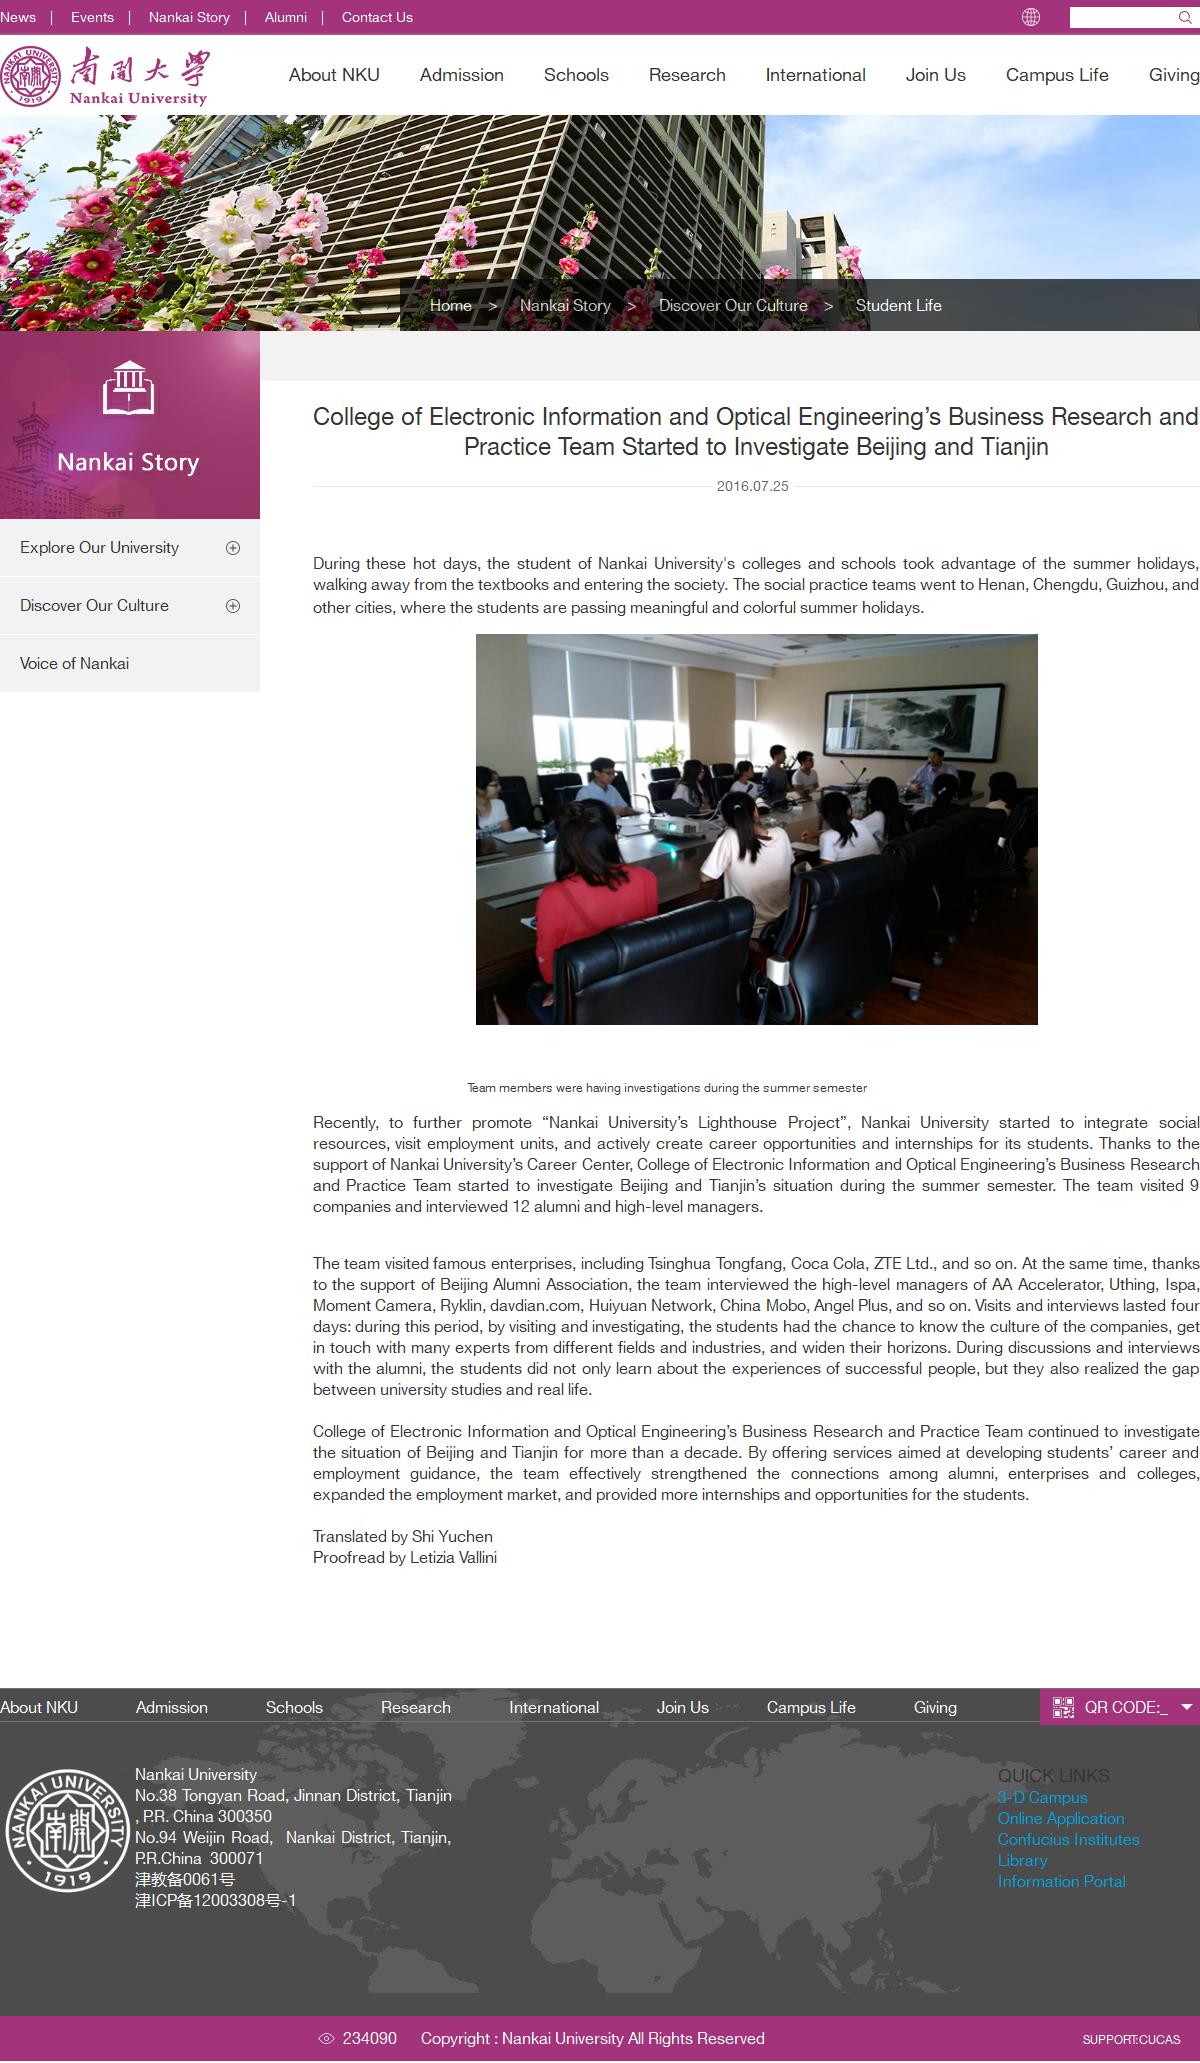 News | Events | Nankai Story | Alumni | Contact Us
NANKAI UNIVERSITY
1919
南開大學
Nankai University
About NKU Admission Schools Research International Join Us Campus Life Giving
Home > Nankai Story > Discover Our Culture > Student Life
Nankai Story
Explore Our University
Discover Our Culture
Voice of Nankai
College of Electronic Information and Optical Engineering’s Business Research and
Practice Team Started to Investigate Beijing and Tianjin
2016.07.25
During these hot days, the student of Nankai University's colleges and schools took advantage of the summer holidays,
walking away from the textbooks and entering the society. The social practice teams went to Henan, Chengdu, Guizhou, and
other cities, where the students are passing meaningful and colorful summer holidays.
Team members were having investigations during the summer semester
Recently, to further promote “Nankai University’s Lighthouse Project”, Nankai University started to integrate social
resources, visit employment units, and actively create career opportunities and internships for its students. Thanks to the
support of Nankai University’s Career Center, College of Electronic Information and Optical Engineering’s Business Research
and Practice Team started to investigate Beijing and Tianjin’s situation during the summer semester. The team visited 9
companies and interviewed 12 alumni and high-level managers.
The team visited famous enterprises, including Tsinghua Tongfang, Coca Cola, ZTE Ltd., and so on. At the same time, thanks
to the support of Beijing Alumni Association, the team interviewed the high-level managers of AA Accelerator, Uthing, Ispa,
Moment Camera, Ryklin, davdian.com, Huiyuan Network, China Mobo, Angel Plus, and so on. Visits and interviews lasted four
days: during this period, by visiting and investigating, the students had the chance to know the culture of the companies, get
in touch with many experts from different fields and industries, and widen their horizons. During discussions and interviews
with the alumni, the students did not only learn about the experiences of successful people, but they also realized the gap
between university studies and real life.
College of Electronic Information and Optical Engineering’s Business Research and Practice Team continued to investigate
the situation of Beijing and Tianjin for more than a decade. By offering services aimed at developing students’ career and
employment guidance, the team effectively strengthened the connections among alumni, enterprises and colleges,
expanded the employment market, and provided more internships and opportunities for the students.
Translated by Shi Yuchen
Proofread by Letizia Vallini
About NKU Admission Schools Research International Join Us Campus Life Giving QR CODE:_
NANKAI UNIVERSITY
南開
1919
Nankai University
No.38 Tongyan Road, Jinnan District, Tianjin
, P.R. China 300350
No.94 Weijin Road, Nankai District, Tianjin,
P.R.China 300071
津教备0061号
津ICP备12003308号-1
QUICK LINKS
3-D Campus
Online Application
Confucius Institutes
Library
Information Portal
234090 Copyright : Nankai University All Rights Reserved
SUPPORT:CUCAS